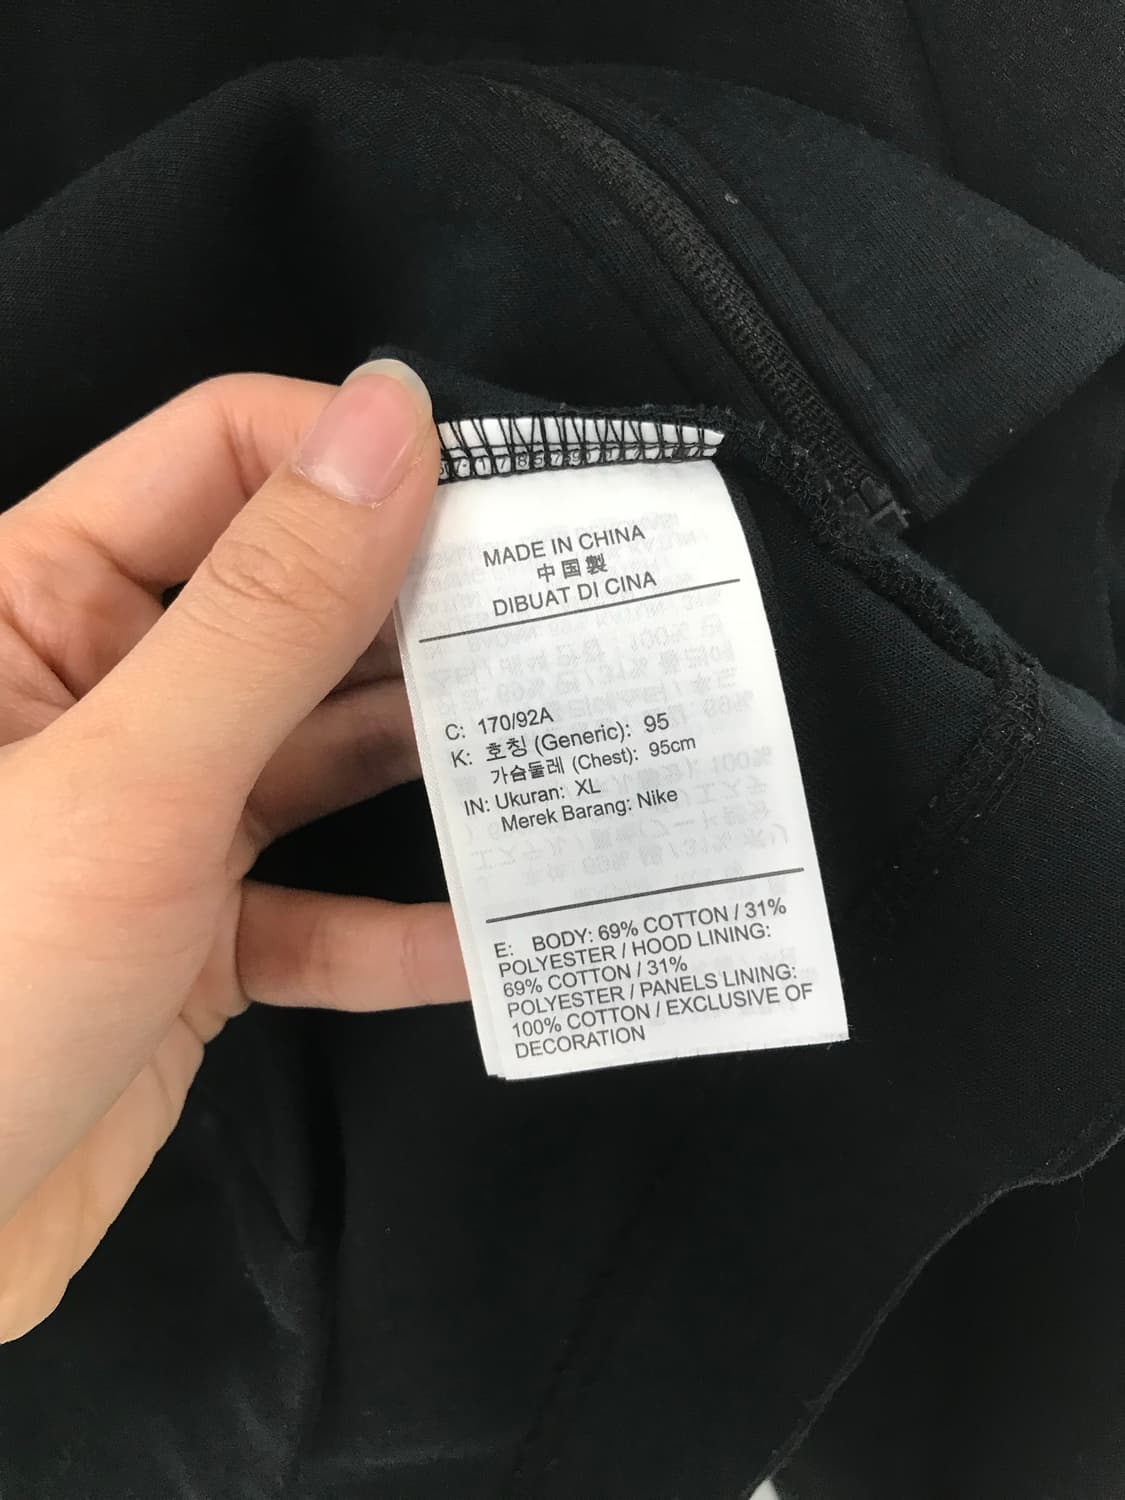 MADE IN CHINA
中国製
DIBUAT DI CINA
C: 170/92A
K: 호칭 (Generic): 95
가슴둘레 (Chest): 95cm
IN: Ukuran: XL
Merek Barang: Nike
E: BODY: 69% COTTON / 31%
POLYESTER / HOOD LINING:
69% COTTON / 31%
POLYESTER / PANELS LINING:
100% COTTON / EXCLUSIVE OF
DECORATION